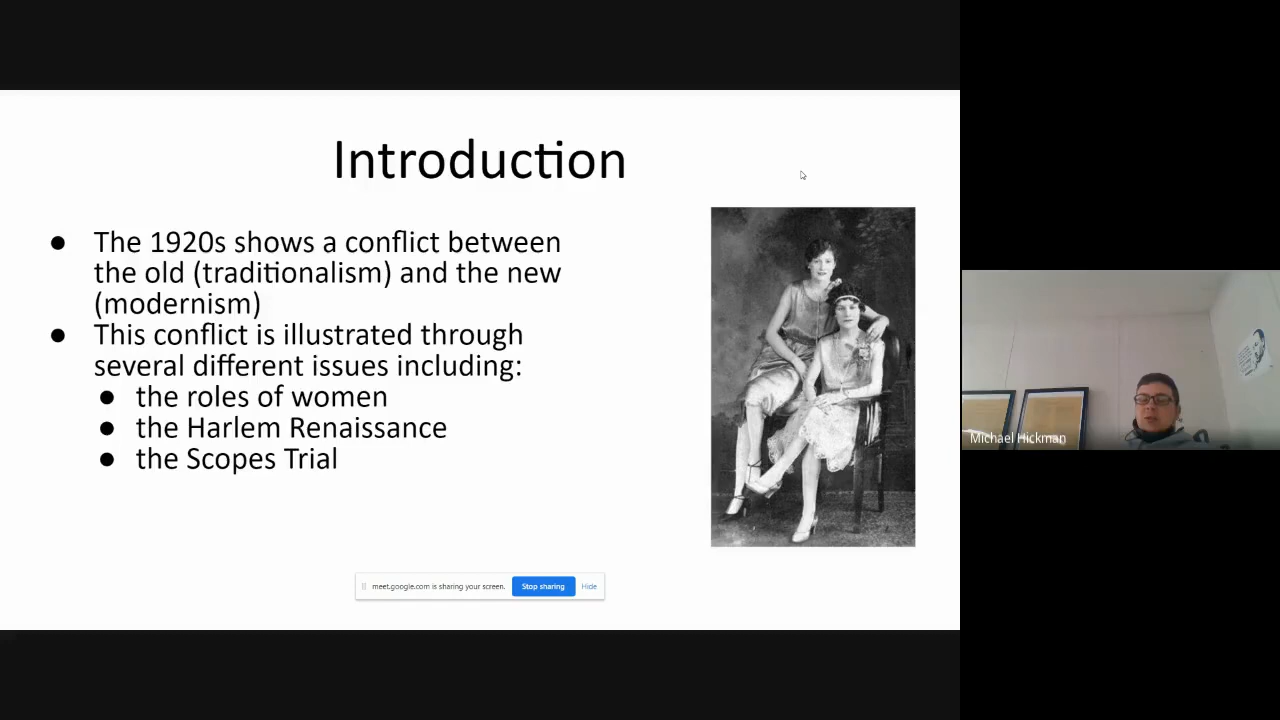 Introduction
● The 1920s shows a conflict between
the old (traditionalism) and the new
(modernism)
● This conflict is illustrated through
several different issues including:
● the roles of women
● the Harlem Renaissance
● the Scopes Trial
meet.google.com is sharing your screen. Stop sharing Hide
Michael Hickman